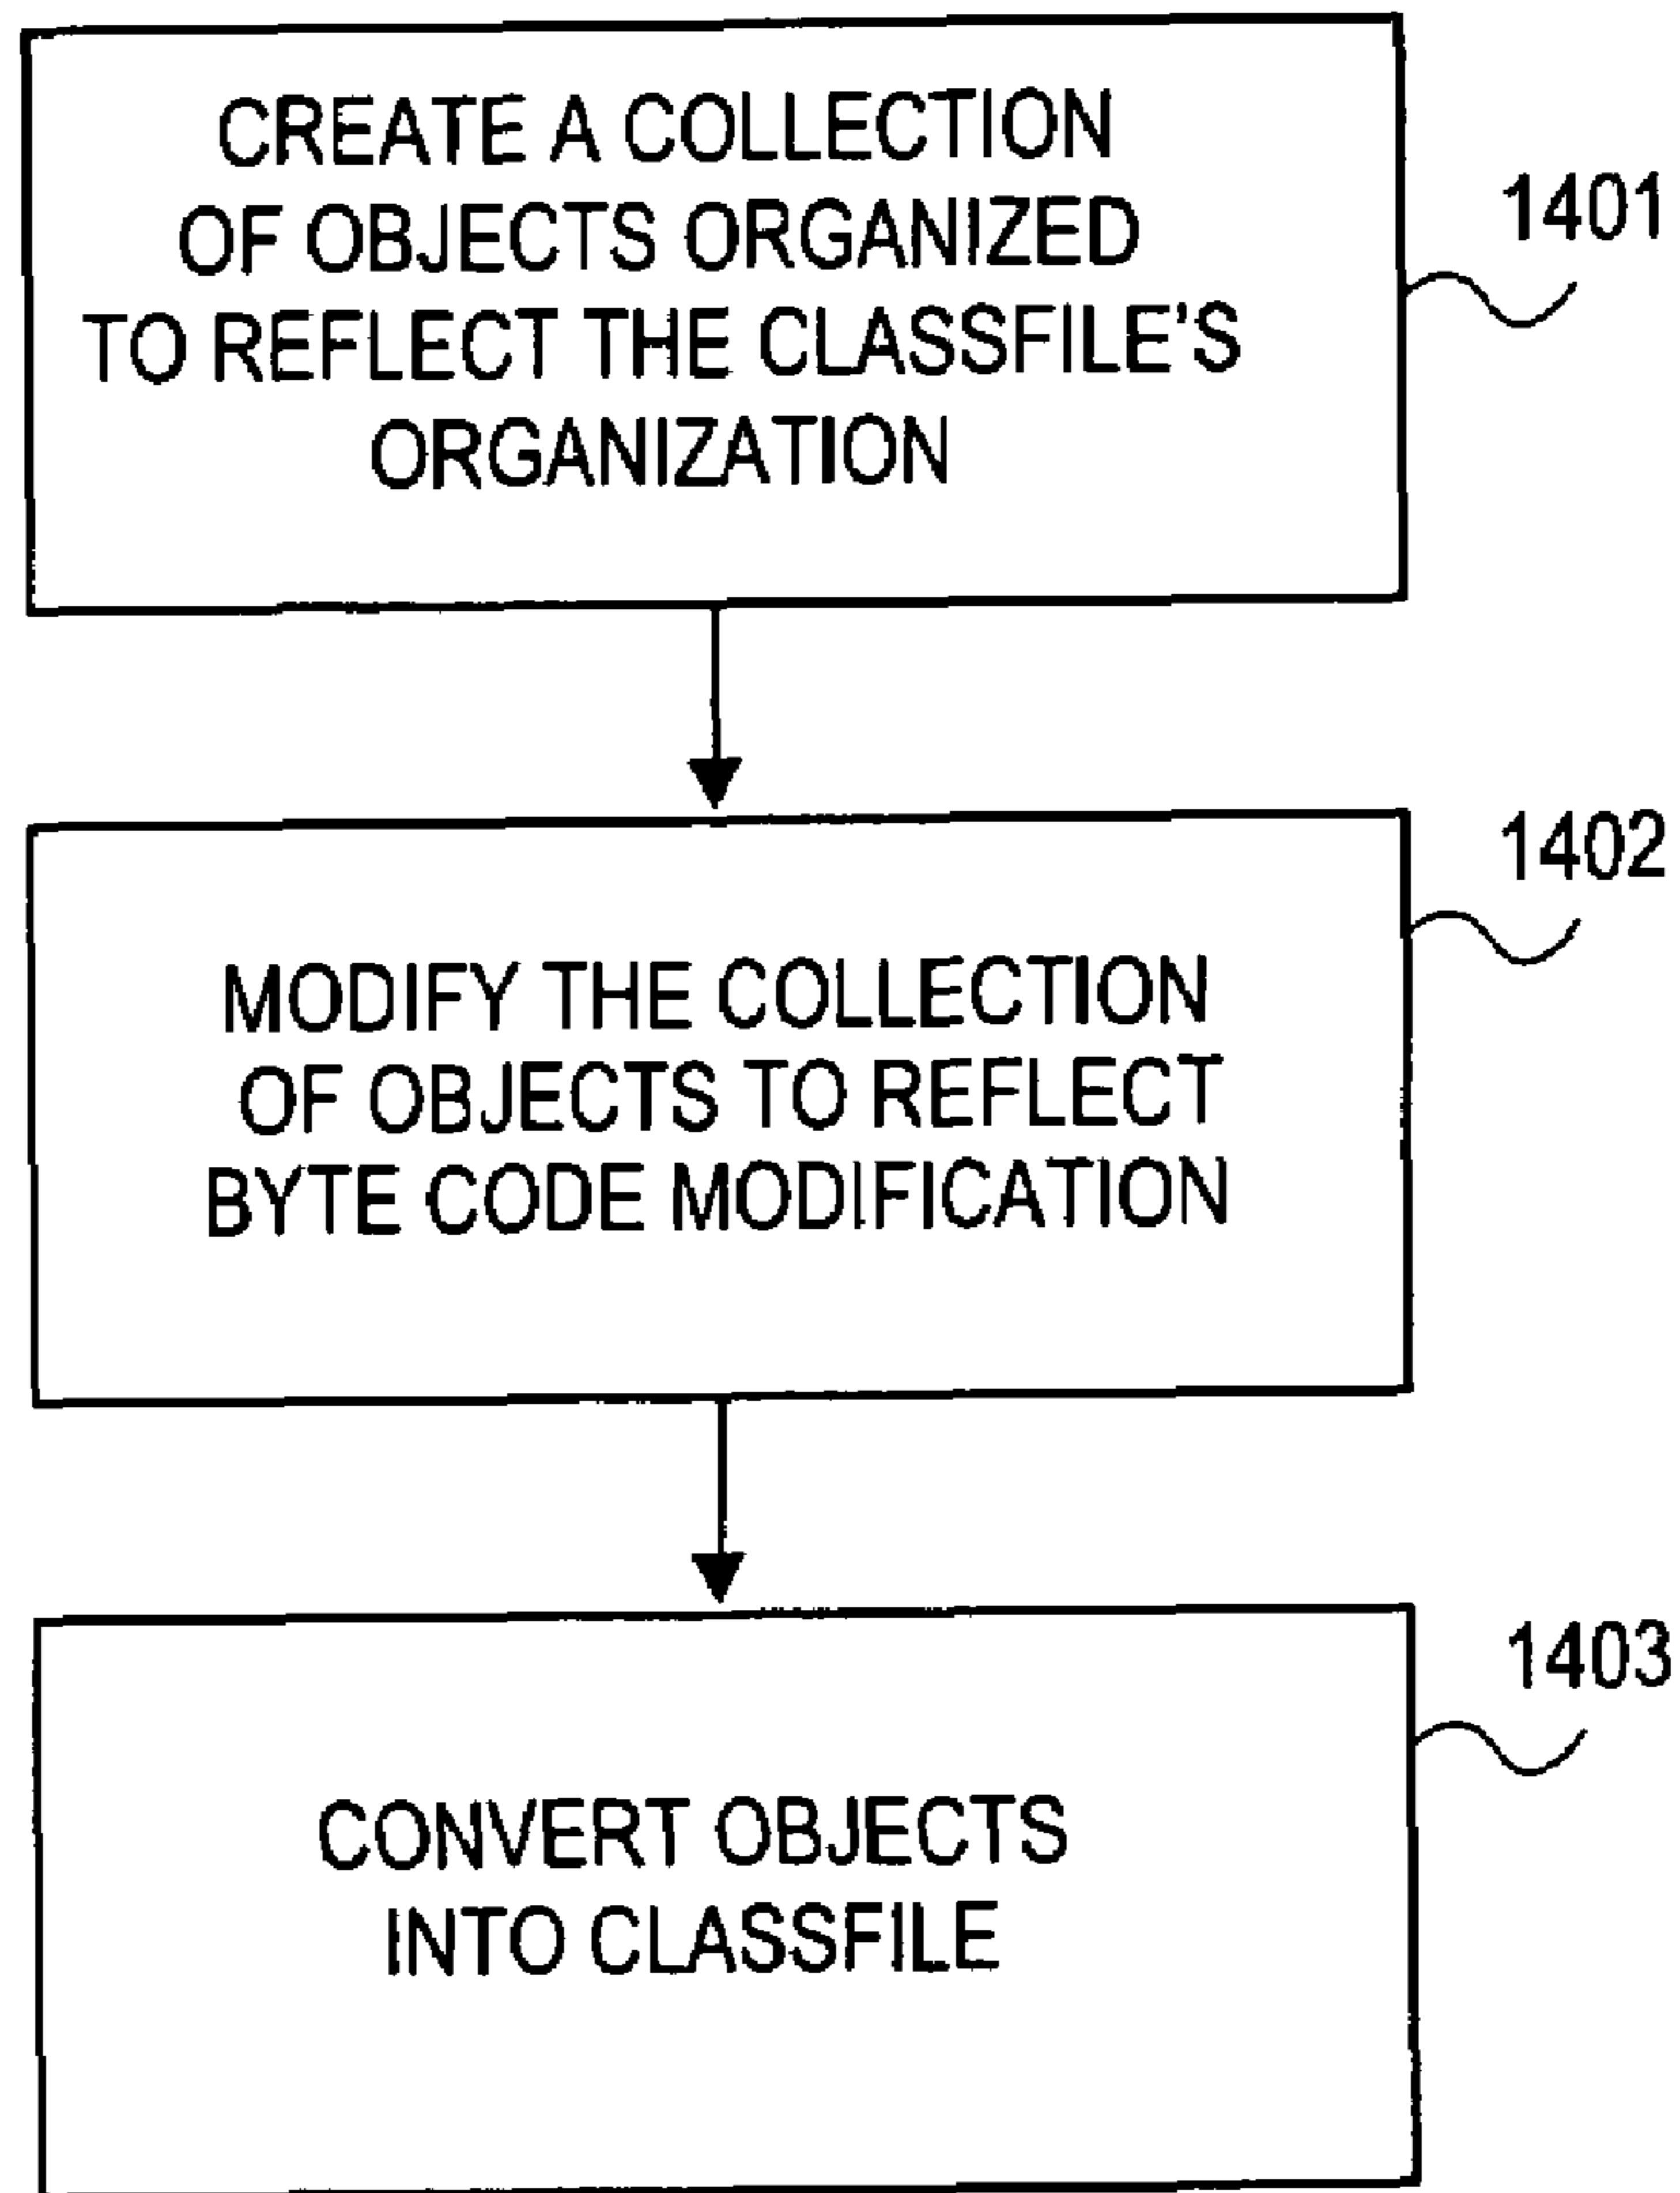 CREATE A COLLECTION
OF OBJECTS ORGANIZED
TO REFLECT THE CLASSFILE'S
ORGANIZATION
1401
1402
MODIFY THE COLLECTION
OF OBJECTS TO REFLECT
BYTE CODE MODIFICATION
1403
CONVERT OBJECTS
INTO CLASSFILE